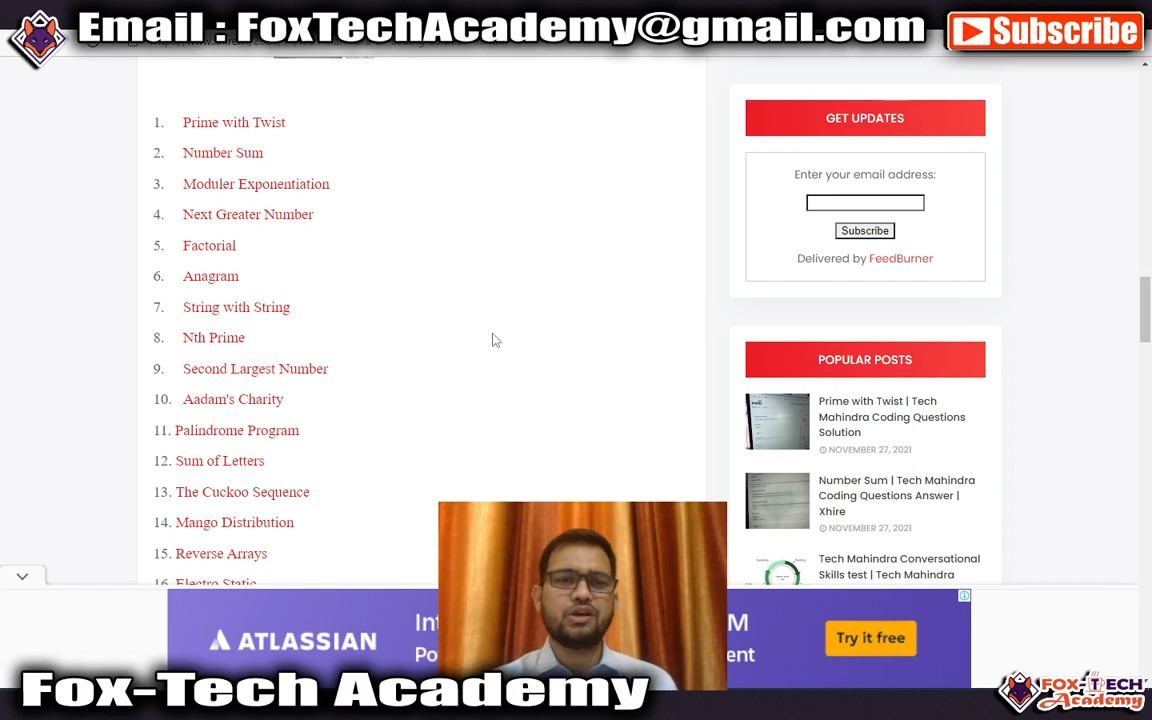 Email : FoxTechAcademy@gmail.com
Subscribe
1. Prime with Twist
2. Number Sum
3. Moduler Exponentiation
4. Next Greater Number
5. Factorial
6. Anagram
7. String with String
8. Nth Prime
9. Second Largest Number
10. Aadam's Charity
11. Palindrome Program
12. Sum of Letters
13. The Cuckoo Sequence
14. Mango Distribution
15. Reverse Arrays
16. Electro Static
GET UPDATES
Enter your email address:
Subscribe
Delivered by FeedBurner
POPULAR POSTS
Prime with Twist | Tech
Mahindra Coding Questions
Solution
NOVEMBER 27, 2021
Number Sum | Tech Mahindra
Coding Questions Answer |
Xhire
NOVEMBER 27, 2021
Tech Mahindra Conversational
Skills test | Tech Mahindra
ATLASSIAN
Try it free
Fox-Tech Academy
FOX-TECH
Academy